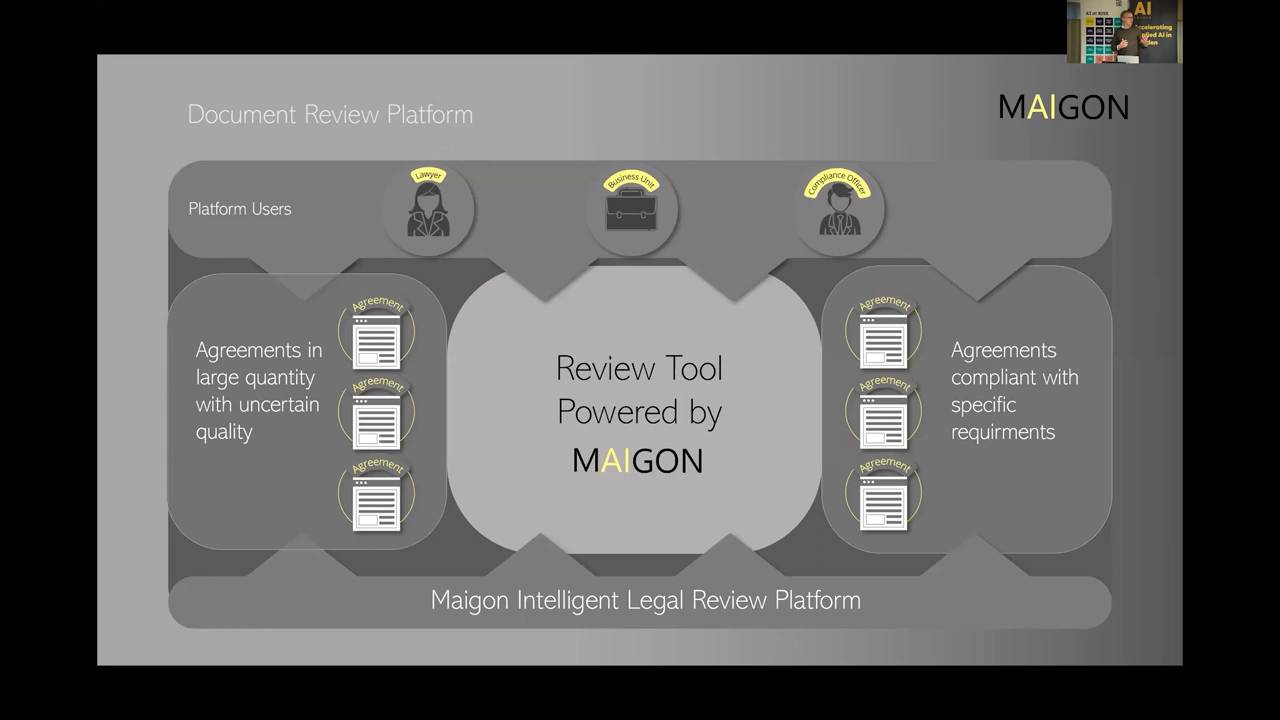 AI
Accelerating
Document Review Platform
MAIGON
Lawyer
Business Unit
Compliance Officer
Platform Users
Agreement
Agreement
Agreement
Agreements in
large quantity
with uncertain
quality
Review Tool
Powered by
MAIGON
Agreement
Agreement
Agreement
Agreements
compliant with
specific
requirments
Maigon Intelligent Legal Review Platform